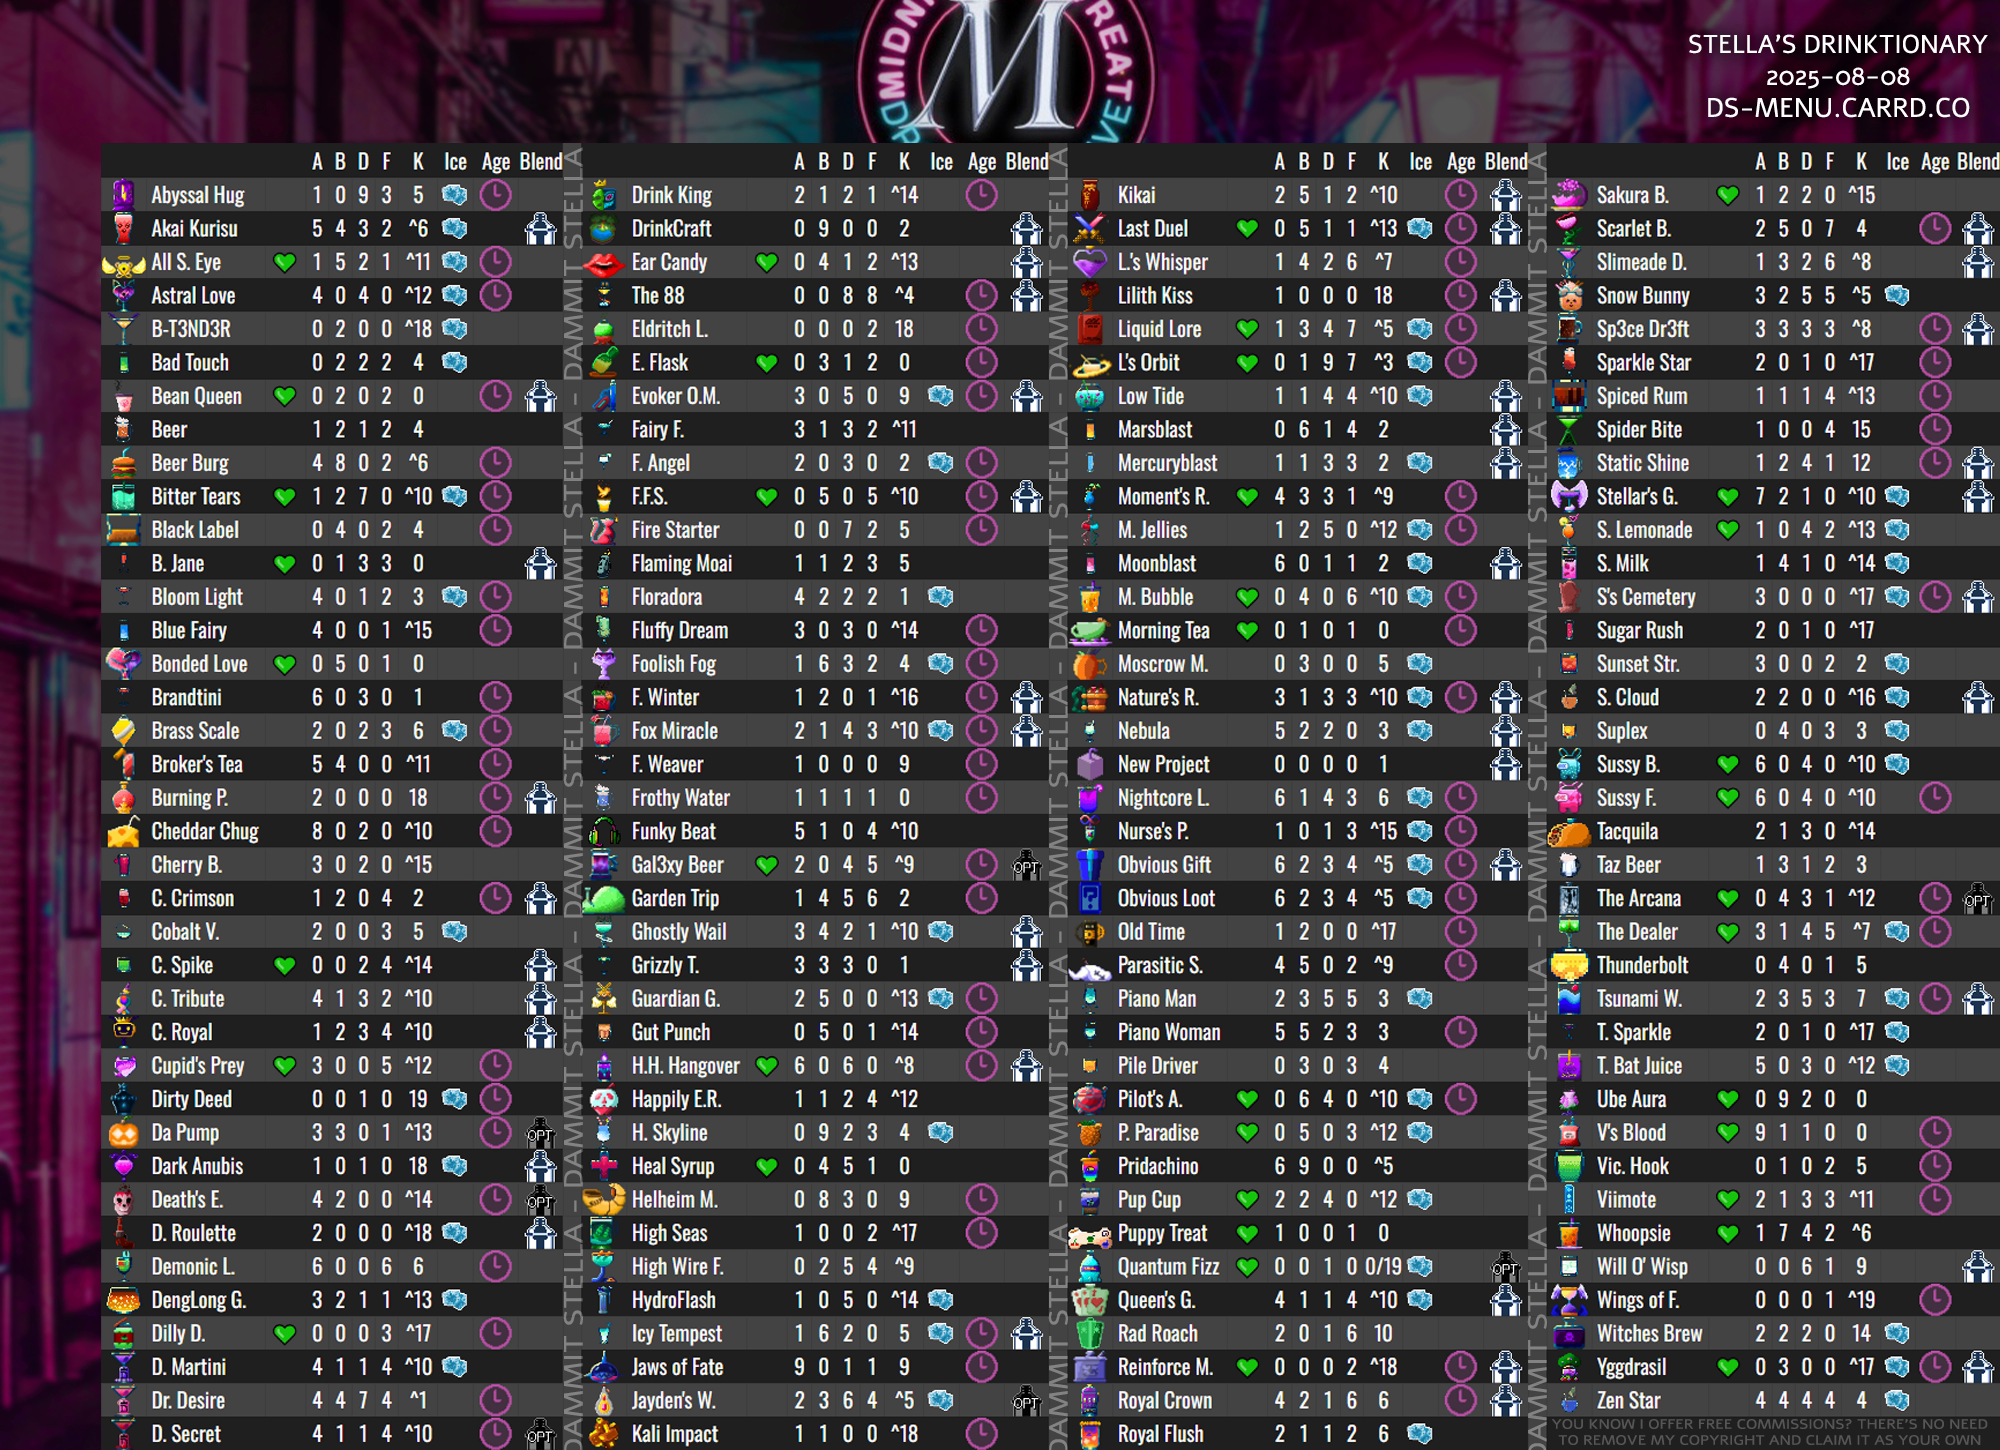 MIDN
REATE
DR
IVE
M
STELLA'S DRINKTIONARY
2025-08-08
DS-MENU.CARRD.CO
A B D F K Ice Age Blend
Abyssal Hug 1 0 9 3 5
Akai Kurisu 5 4 3 2 ^6
All S. Eye 1 5 2 1 ^11
Astral Love 4 0 4 0 ^12
B-T3ND3R 0 2 0 0 ^18
Bad Touch 0 2 2 2 4
Bean Queen 0 2 0 2 0
Beer 1 2 1 2 4
Beer Burg 4 8 0 2 ^6
Bitter Tears 1 2 7 0 ^10
Black Label 0 4 0 2 4
B. Jane 0 1 3 3 0
Bloom Light 4 0 1 2 3
Blue Fairy 4 0 0 1 ^15
Bonded Love 0 5 0 1 0
Brandtini 6 0 3 0 1
Brass Scale 2 0 2 3 6
Broker's Tea 5 4 0 0 ^11
Burning P. 2 0 0 0 18
Cheddar Chug 8 0 2 0 ^10
Cherry B. 3 0 2 0 ^15
C. Crimson 1 2 0 4 2
Cobalt V. 2 0 0 3 5
C. Spike 0 0 2 4 ^14
C. Tribute 4 1 3 2 ^10
C. Royal 1 2 3 4 ^10
Cupid's Prey 3 0 0 5 ^12
Dirty Deed 0 0 1 0 19
Da Pump 3 3 0 1 ^13 OPT
Dark Anubis 1 0 1 0 18
Death's E. 4 2 0 0 ^14 OPT
D. Roulette 2 0 0 0 ^18
Demonic L. 6 0 0 6 6
DengLong G. 3 2 1 1 ^13
Dilly D. 0 0 0 3 ^17
D. Martini 4 1 1 4 ^10
Dr. Desire 4 4 7 4 ^1
D. Secret 4 1 1 4 ^10 OPT
DAMMIT STELLA - DAMMIT STELLA - DAMMIT STELLA - DAMMIT STELLA
A B D F K Ice Age Blend
Drink King 2 1 2 1 ^14
DrinkCraft 0 9 0 0 2
Ear Candy 0 4 1 2 ^13
The 88 0 0 8 8 ^4
Eldritch L. 0 0 0 2 18
E. Flask 0 3 1 2 0
Evoker O.M. 3 0 5 0 9
Fairy F. 3 1 3 2 ^11
F. Angel 2 0 3 0 2
F.F.S. 0 5 0 5 ^10
Fire Starter 0 0 7 2 5
Flaming Moai 1 1 2 3 5
Floradora 4 2 2 2 1
Fluffy Dream 3 0 3 0 ^14
Foolish Fog 1 6 3 2 4
F. Winter 1 2 0 1 ^16
Fox Miracle 2 1 4 3 ^10
F. Weaver 1 0 0 0 9
Frothy Water 1 1 1 1 0
Funky Beat 5 1 0 4 ^10
Gal3xy Beer 2 0 4 5 ^9 OPT
Garden Trip 1 4 5 6 2
Ghostly Wail 3 4 2 1 ^10
Grizzly T. 3 3 3 0 1
Guardian G. 2 5 0 0 ^13
Gut Punch 0 5 0 1 ^14
H.H. Hangover 6 0 6 0 ^8
Happily E.R. 1 1 2 4 ^12
H. Skyline 0 9 2 3 4
Heal Syrup 0 4 5 1 0
Helheim M. 0 8 3 0 9
High Seas 1 0 0 2 ^17
High Wire F. 0 2 5 4 ^9
HydroFlash 1 0 5 0 ^14
Icy Tempest 1 6 2 0 5
Jaws of Fate 9 0 1 1 9
Jayden's W. 2 3 6 4 ^5 OPT
Kali Impact 1 1 0 0 ^18
DAMMIT STELLA - DAMMIT STELLA - DAMMIT STELLA - DAMMIT STELLA
A B D F K Ice Age Blend
Kikai 2 5 1 2 ^10
Last Duel 0 5 1 1 ^13
L.'s Whisper 1 4 2 6 ^7
Lilith Kiss 1 0 0 0 18
Liquid Lore 1 3 4 7 ^5
L's Orbit 0 1 9 7 ^3
Low Tide 1 1 4 4 ^10
Marsblast 0 6 1 4 2
Mercuryblast 1 1 3 3 2
Moment's R. 4 3 3 1 ^9
M. Jellies 1 2 5 0 ^12
Moonblast 6 0 1 1 2
M. Bubble 0 4 0 6 ^10
Morning Tea 0 1 0 1 0
Moscrow M. 0 3 0 0 5
Nature's R. 3 1 3 3 ^10
Nebula 5 2 2 0 3
New Project 0 0 0 0 1
Nightcore L. 6 1 4 3 6
Nurse's P. 1 0 1 3 ^15
Obvious Gift 6 2 3 4 ^5
Obvious Loot 6 2 3 4 ^5
Old Time 1 2 0 0 ^17
Parasitic S. 4 5 0 2 ^9
Piano Man 2 3 5 5 3
Piano Woman 5 5 2 3 3
Pile Driver 0 3 0 3 4
Pilot's A. 0 6 4 0 ^10
P. Paradise 0 5 0 3 ^12
Pridachino 6 9 0 0 ^5
Pup Cup 2 2 4 0 ^12
Puppy Treat 1 0 0 1 0
Quantum Fizz 0 0 1 0 0/19 OPT
Queen's G. 4 1 1 4 ^10
Rad Roach 2 0 1 6 10
Reinforce M. 0 0 0 2 ^18
Royal Crown 4 2 1 6 6
Royal Flush 2 1 1 2 6
DAMMIT STELLA - DAMMIT STELLA - DAMMIT STELLA - DAMMIT STELLA
A B D F K Ice Age Blend
Sakura B. 1 2 2 0 ^15
Scarlet B. 2 5 0 7 4
Slimeade D. 1 3 2 6 ^8
Snow Bunny 3 2 5 5 ^5
Sp3ce Dr3ft 3 3 3 3 ^8
Sparkle Star 2 0 1 0 ^17
Spiced Rum 1 1 1 4 ^13
Spider Bite 1 0 0 4 15
Static Shine 1 2 4 1 12
Stellar's G. 7 2 1 0 ^10
S. Lemonade 1 0 4 2 ^13
S. Milk 1 4 1 0 ^14
S's Cemetery 3 0 0 0 ^17
Sugar Rush 2 0 1 0 ^17
Sunset Str. 3 0 0 2 2
S. Cloud 2 2 0 0 ^16
Suplex 0 4 0 3 3
Sussy B. 6 0 4 0 ^10
Sussy F. 6 0 4 0 ^10
Tacquila 2 1 3 0 ^14
Taz Beer 1 3 1 2 3
The Arcana 0 4 3 1 ^12 OPT
The Dealer 3 1 4 5 ^7
Thunderbolt 0 4 0 1 5
Tsunami W. 2 3 5 3 7
T. Sparkle 2 0 1 0 ^17
T. Bat Juice 5 0 3 0 ^12
Ube Aura 0 9 2 0 0
V's Blood 9 1 1 0 0
Vic. Hook 0 1 0 2 5
Viimote 2 1 3 3 ^11
Whoopsie 1 7 4 2 ^6
Will O' Wisp 0 0 6 1 9
Wings of F. 0 0 0 1 ^19
Witches Brew 2 2 2 0 14
Yggdrasil 0 3 0 0 ^17
Zen Star 4 4 4 4 4
YOU KNOW I OFFER FREE COMMISSIONS? THERE'S NO NEED
TO REMOVE MY COPYRIGHT AND CLAIM IT AS YOUR OWN